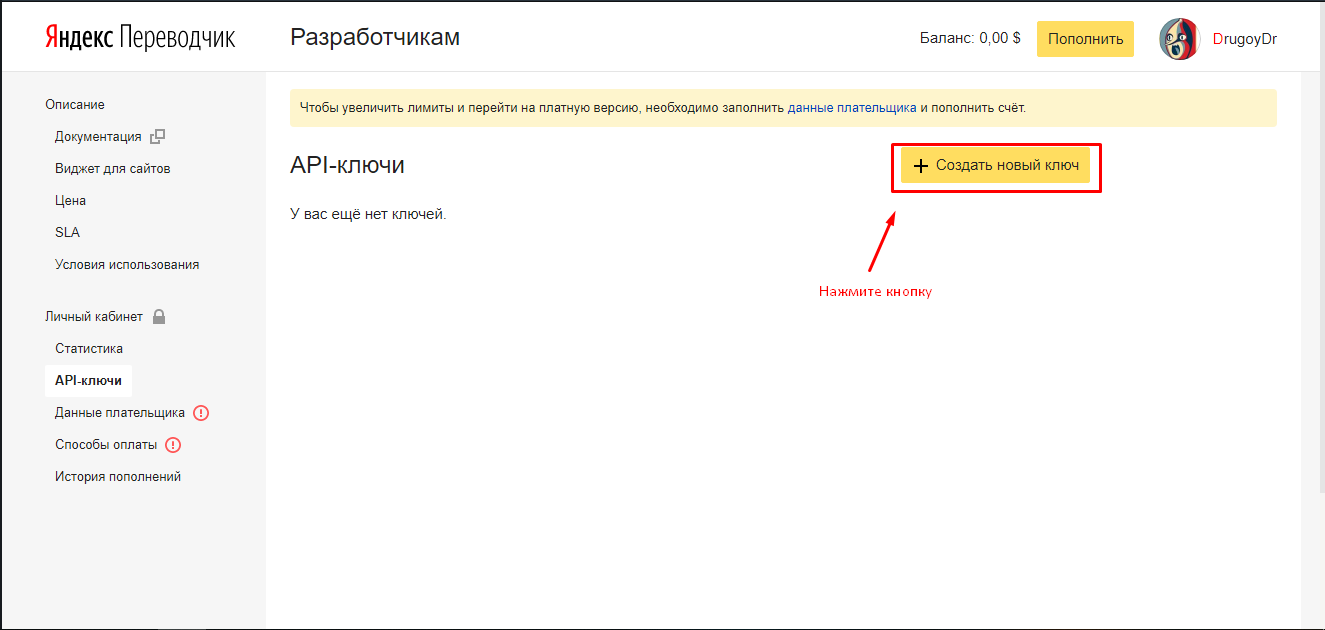 Яндекс Переводчик
Разработчикам
Баланс: 0,00 $
Пополнить
DrugoyDr
Описание
Документация
Виджет для сайтов
Цена
SLA
Условия использования
Личный кабинет
Статистика
API-ключи
Данные плательщика
Способы оплаты
История пополнений
Чтобы увеличить лимиты и перейти на платную версию, необходимо заполнить данные плательщика и пополнить счёт.
API-ключи
+ Создать новый ключ
У вас ещё нет ключей.
Нажмите кнопку